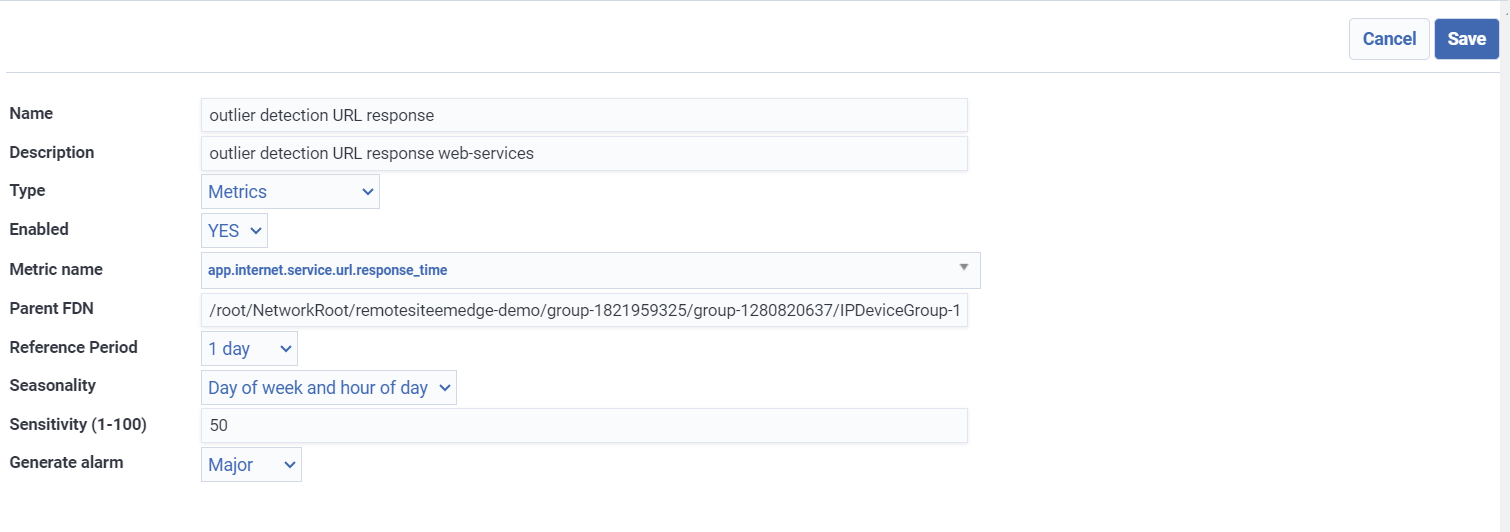 Cancel Save
Name outlier detection URL response
Description outlier detection URL response web-services
Type Metrics
Enabled YES
Metric name app.internet.service.url.response_time
Parent FDN /root/NetworkRoot/remotesiteemedge-demo/group-1821959325/group-1280820637/IPDeviceGroup-1
Reference Period 1 day
Seasonality Day of week and hour of day
Sensitivity (1-100) 50
Generate alarm Major